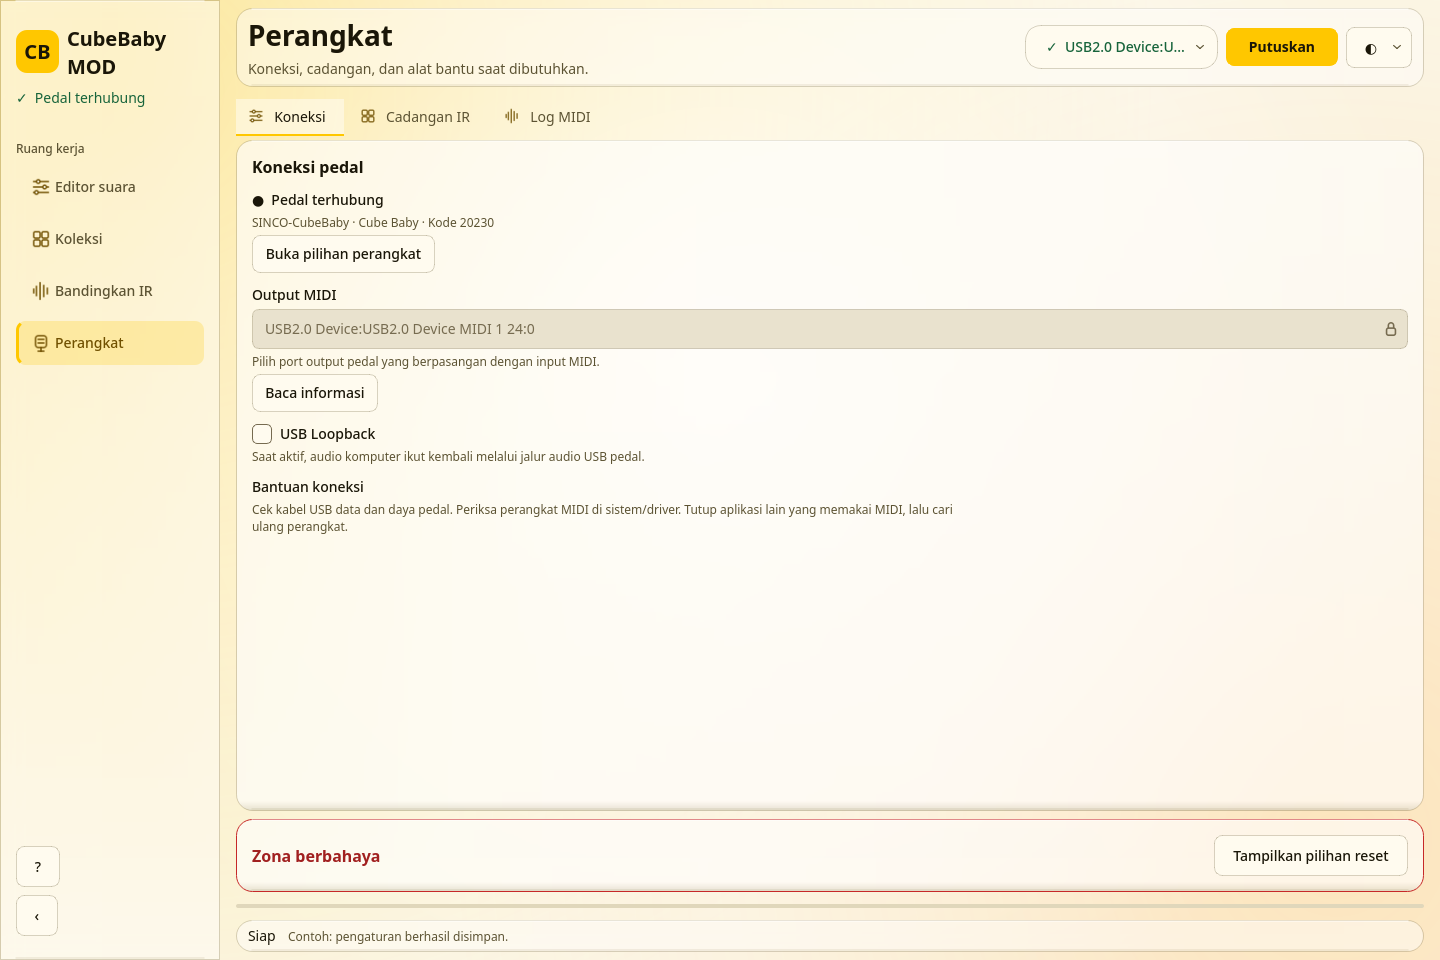 CB
CubeBaby
MOD
✓ Pedal terhubung
Ruang kerja
Editor suara
Koleksi
Bandingkan IR
Perangkat
?
‹
Perangkat
Koneksi, cadangan, dan alat bantu saat dibutuhkan.
✓ USB2.0 Device:U...
Putuskan
Koneksi
Cadangan IR
Log MIDI
Koneksi pedal
● Pedal terhubung
SINCO-CubeBaby · Cube Baby · Kode 20230
Buka pilihan perangkat
Output MIDI
USB2.0 Device:USB2.0 Device MIDI 1 24:0
Pilih port output pedal yang berpasangan dengan input MIDI.
Baca informasi
USB Loopback
Saat aktif, audio komputer ikut kembali melalui jalur audio USB pedal.
Bantuan koneksi
Cek kabel USB data dan daya pedal. Periksa perangkat MIDI di sistem/driver. Tutup aplikasi lain yang memakai MIDI, lalu cari
ulang perangkat.
Zona berbahaya
Tampilkan pilihan reset
Siap
Contoh: pengaturan berhasil disimpan.